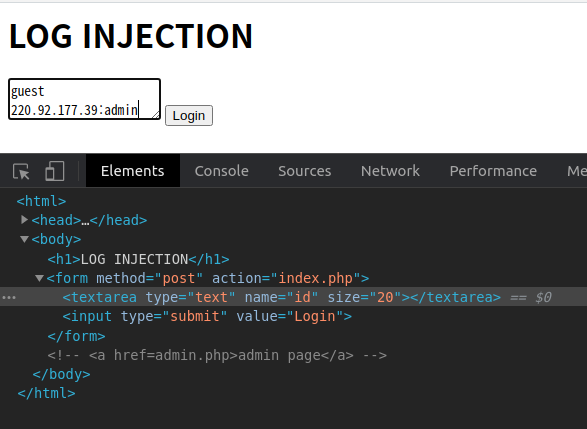 LOG INJECTION
guest
220.92.177.39:admin
Login
Elements Console Sources Network Performance Me
<html>
<head>…</head>
<body>
<h1>LOG INJECTION</h1>
<form method="post" action="index.php">
<textarea type="text" name="id" size="20"></textarea> == $0
<input type="submit" value="Login">
</form>
<!-- <a href=admin.php>admin page</a> -->
</body>
</html>